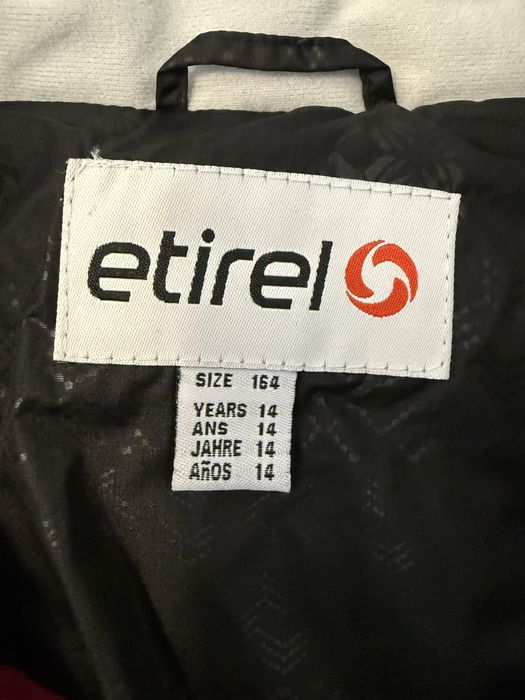 etirel
SIZE 164
YEARS 14
ANS 14
JAHRE 14
AÑOS 14